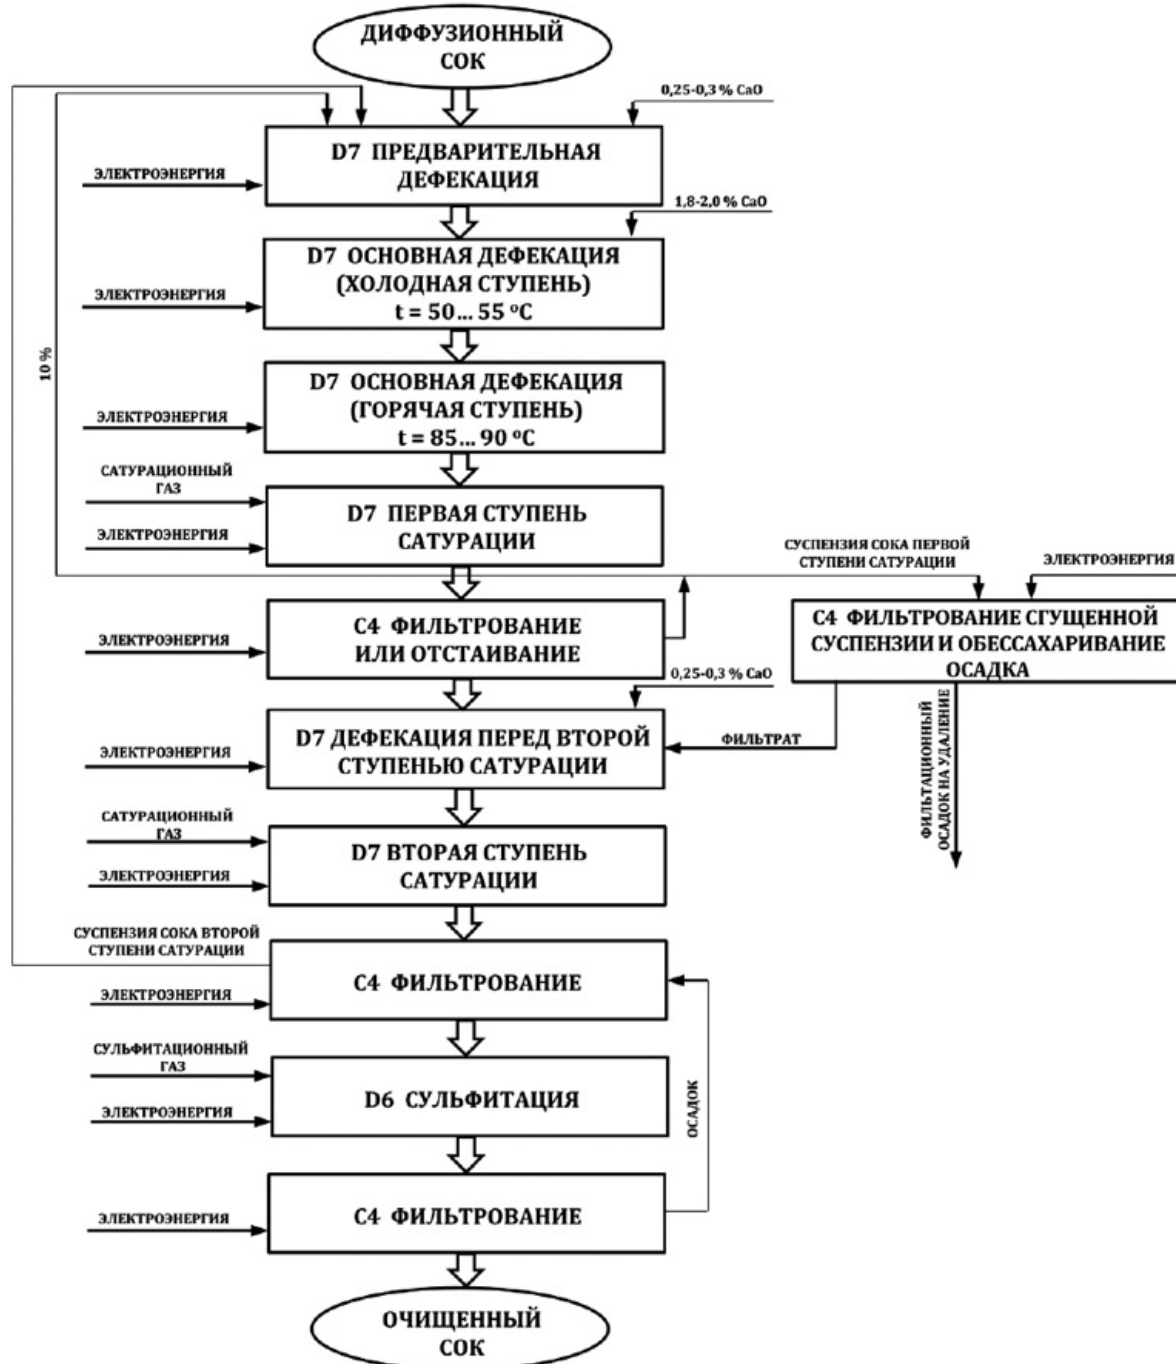 ДИФФУЗИОННЫЙ
СОК
0,25-0,3 % CaO
D7 ПРЕДВАРИТЕЛЬНАЯ
ДЕФЕКАЦИЯ
ЭЛЕКТРОЭНЕРГИЯ
1,8-2,0 % CaO
D7 ОСНОВНАЯ ДЕФЕКАЦИЯ
(ХОЛОДНАЯ СТУПЕНЬ)
t = 50... 55 ºC
ЭЛЕКТРОЭНЕРГИЯ
10 %
D7 ОСНОВНАЯ ДЕФЕКАЦИЯ
(ГОРЯЧАЯ СТУПЕНЬ)
t = 85... 90 ºC
ЭЛЕКТРОЭНЕРГИЯ
САТУРАЦИОННЫЙ
ГАЗ
D7 ПЕРВАЯ СТУПЕНЬ
САТУРАЦИИ
ЭЛЕКТРОЭНЕРГИЯ
СУСПЕНЗИЯ СОКА ПЕРВОЙ
СТУПЕНИ САТУРАЦИИ
ЭЛЕКТРОЭНЕРГИЯ
C4 ФИЛЬТРОВАНИЕ
ИЛИ ОТСТАИВАНИЕ
ЭЛЕКТРОЭНЕРГИЯ
C4 ФИЛЬТРОВАНИЕ СГУЩЕННОЙ
СУСПЕНЗИИ И ОБЕССАХАРИВАНИЕ
ОСАДКА
0,25-0,3 % CaO
D7 ДЕФЕКАЦИЯ ПЕРЕД ВТОРОЙ
СТУПЕНЬЮ САТУРАЦИИ
ЭЛЕКТРОЭНЕРГИЯ
ФИЛЬТРАТ
ФИЛЬТАЦИОННЫЙ
ОСАДОК НА УДАЛЕНИЕ
САТУРАЦИОННЫЙ
ГАЗ
D7 ВТОРАЯ СТУПЕНЬ
САТУРАЦИИ
ЭЛЕКТРОЭНЕРГИЯ
СУСПЕНЗИЯ СОКА ВТОРОЙ
СТУПЕНИ САТУРАЦИИ
C4 ФИЛЬТРОВАНИЕ
ЭЛЕКТРОЭНЕРГИЯ
СУЛЬФИТАЦИОННЫЙ
ГАЗ
D6 СУЛЬФИТАЦИЯ
ЭЛЕКТРОЭНЕРГИЯ
ОСАДОК
C4 ФИЛЬТРОВАНИЕ
ЭЛЕКТРОЭНЕРГИЯ
ОЧИЩЕННЫЙ
СОК